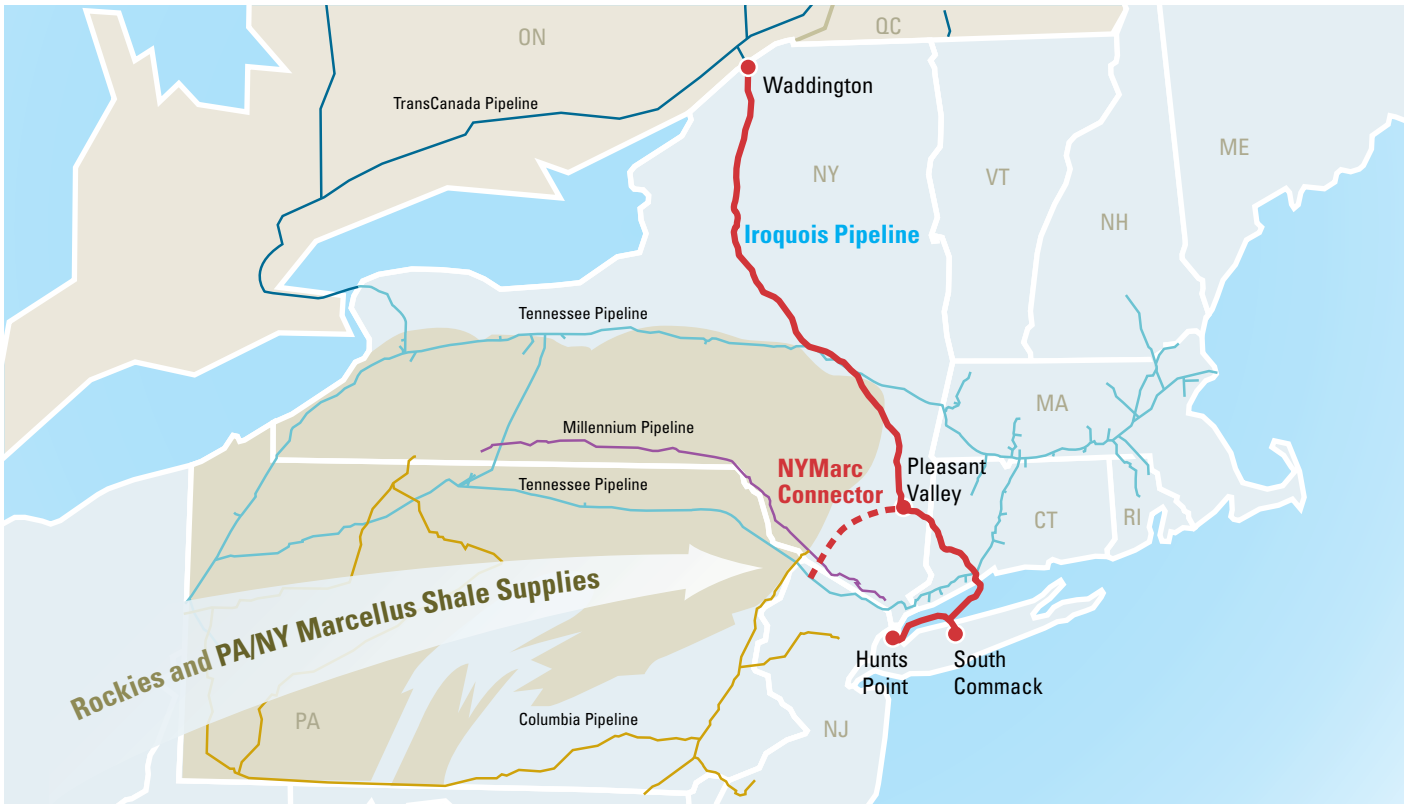 ON
QC
TransCanada Pipeline
Waddington
ME
NY
VT
NH
Iroquois Pipeline
Tennessee Pipeline
MA
Millennium Pipeline
NYMarc
Connector
Pleasant
Valley
Tennessee Pipeline
CT
RI
Rockies and PA/NY Marcellus Shale Supplies
Hunts
Point
South
Commack
PA
Columbia Pipeline
NJ